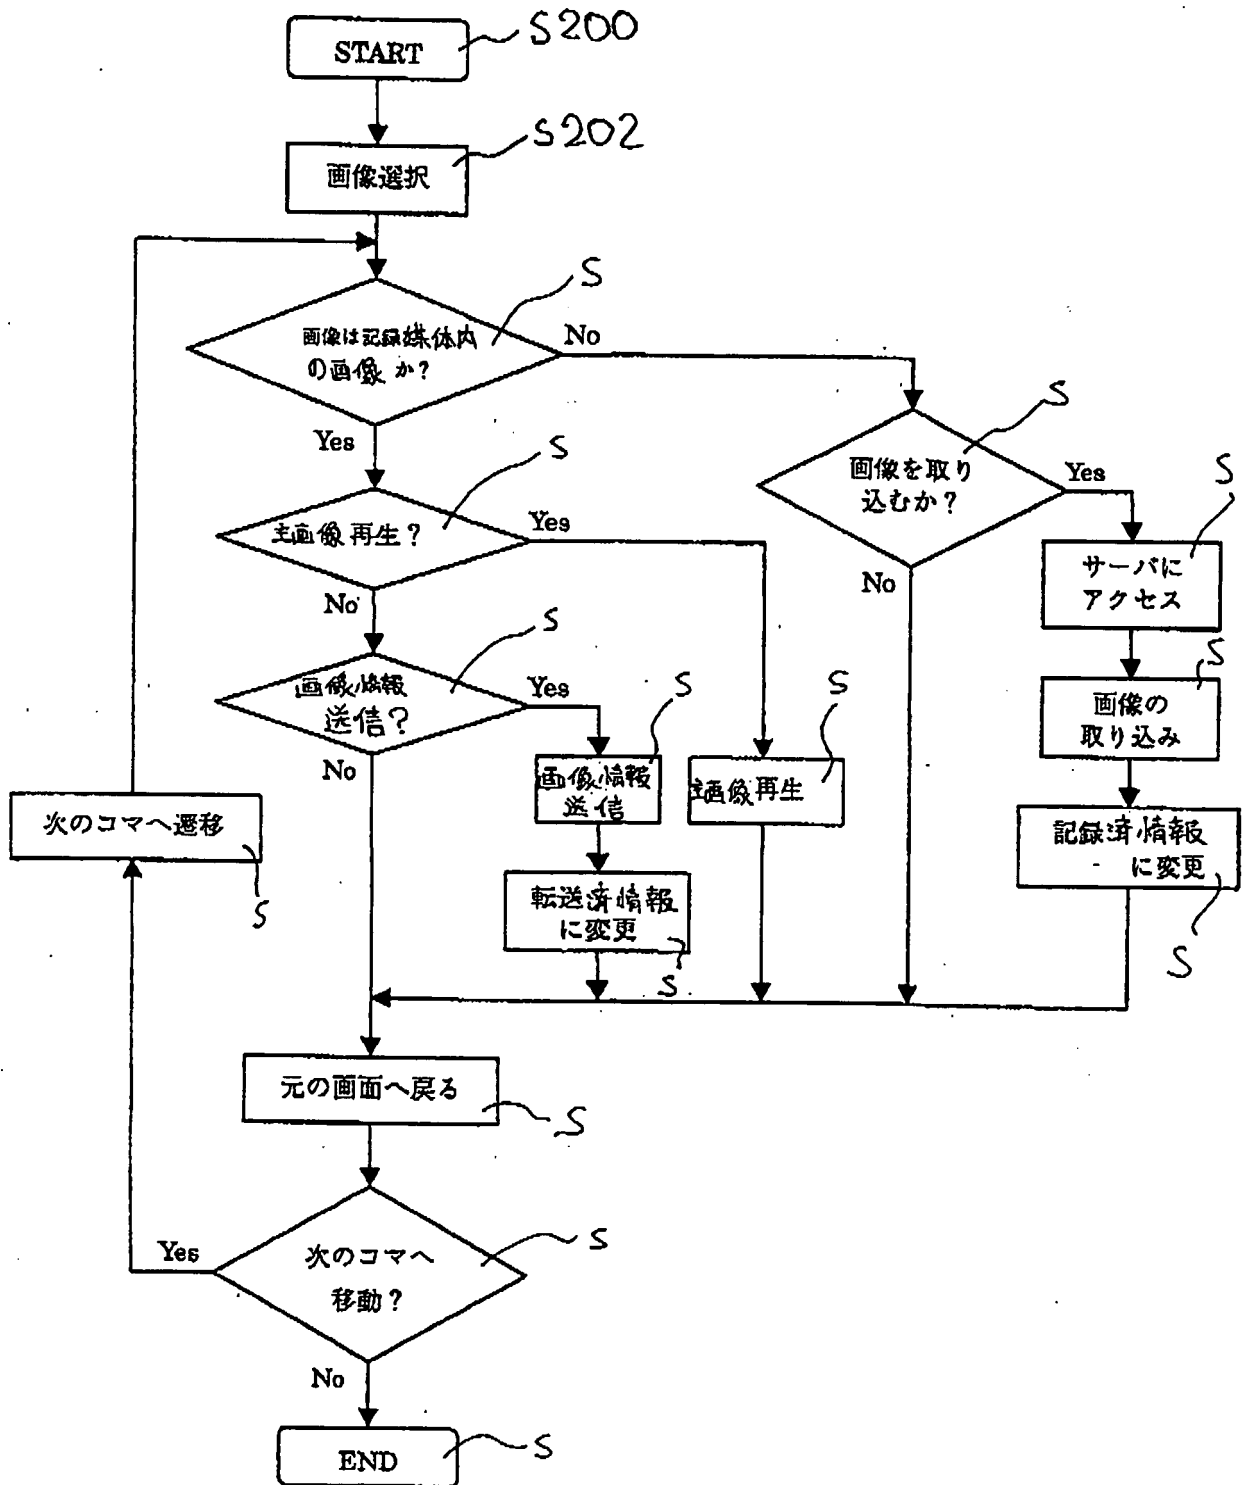 START
S200
画像選択
S202
画像は記録媒体内
の画像か?
S
No
Yes
画像を取り
込むか?
S
Yes
No
主画像再生?
S
Yes
No
サーバに
アクセス
S
画像情報
送信?
S
Yes
No
画像の
取り込み
S
画像情報
送信
S
主画像再生
S
次のコマへ遷移
S
記録済情報
に変更
S
転送済情報
に変更
S
元の画面へ戻る
S
次のコマへ
移動?
S
Yes
No
END
S